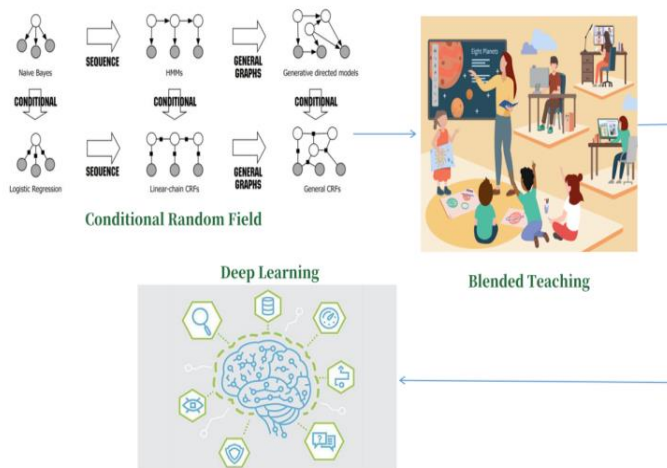 Naive Bayes
SEQUENCE
HMMs
GENERAL
GRAPHS
Generative directed models
CONDITIONAL
CONDITIONAL
CONDITIONAL
Logistic Regression
SEQUENCE
Linear-chain CRFs
GENERAL
GRAPHS
General CRFs
Conditional Random Field
Eight Planets
Blended Teaching
Deep Learning
?